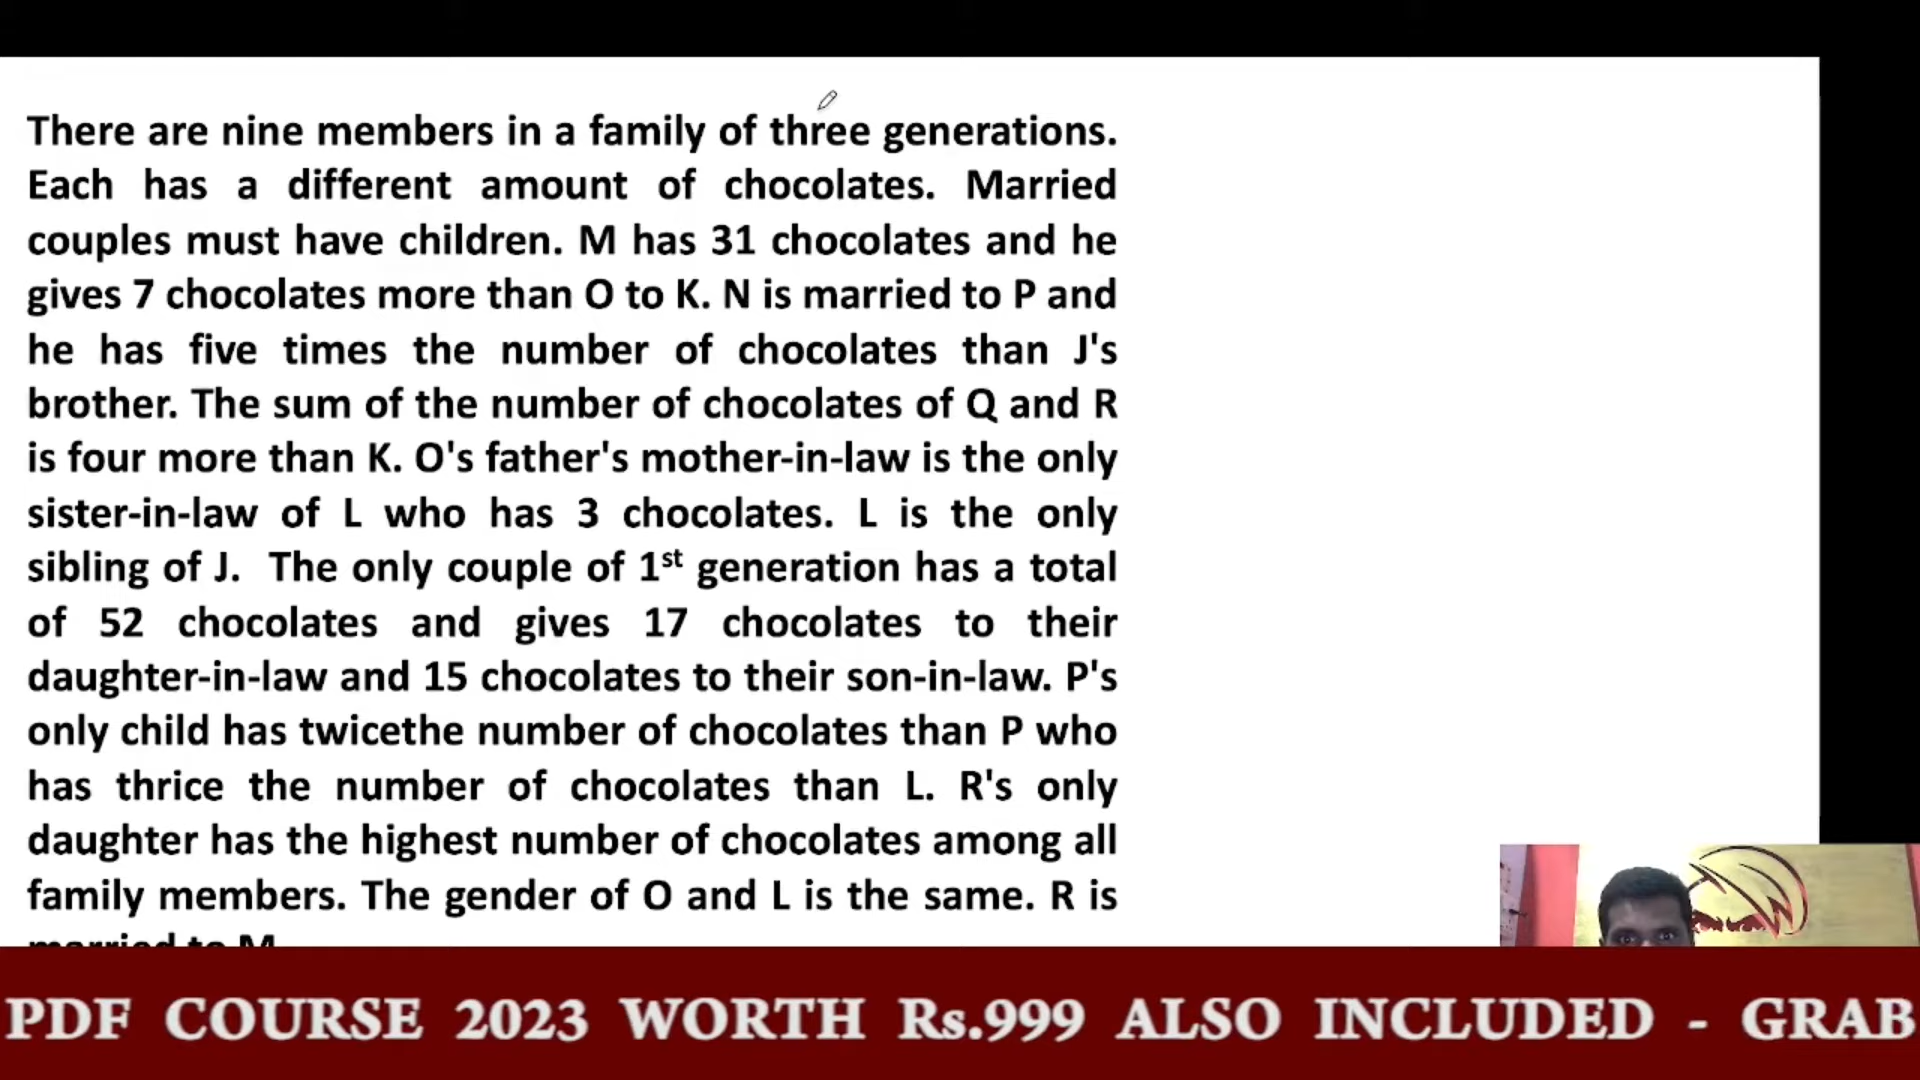 There are nine members in a family of three generations.
Each has a different amount of chocolates. Married
couples must have children. M has 31 chocolates and he
gives 7 chocolates more than O to K. N is married to P and
he has five times the number of chocolates than J's
brother. The sum of the number of chocolates of Q and R
is four more than K. O's father's mother-in-law is the only
sister-in-law of L who has 3 chocolates. L is the only
sibling of J. The only couple of 1st generation has a total
of 52 chocolates and gives 17 chocolates to their
daughter-in-law and 15 chocolates to their son-in-law. P's
only child has twicethe number of chocolates than P who
has thrice the number of chocolates than L. R's only
daughter has the highest number of chocolates among all
family members. The gender of O and L is the same. R is
married to M
PDF COURSE 2023 WORTH Rs.999 ALSO INCLUDED - GRAB